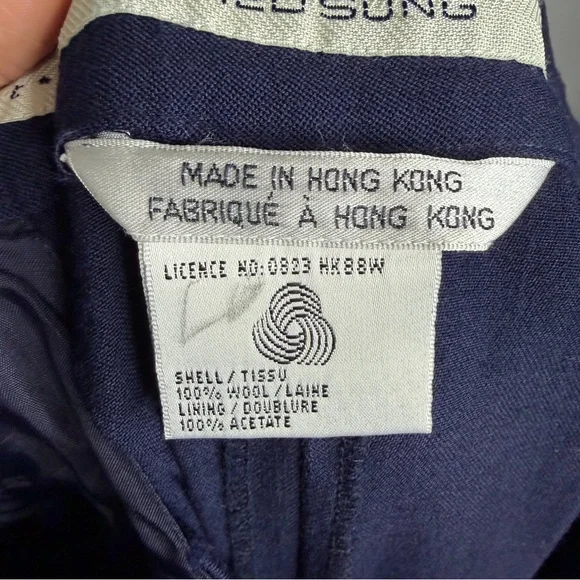 MADE IN HONG KONG
FABRIQUÉ À HONG KONG
LICENCE NO: 0823 HK88W
SHELL / TISSU
100% WOOL / LAINE
LINING / DOUBLURE
100% ACETATE